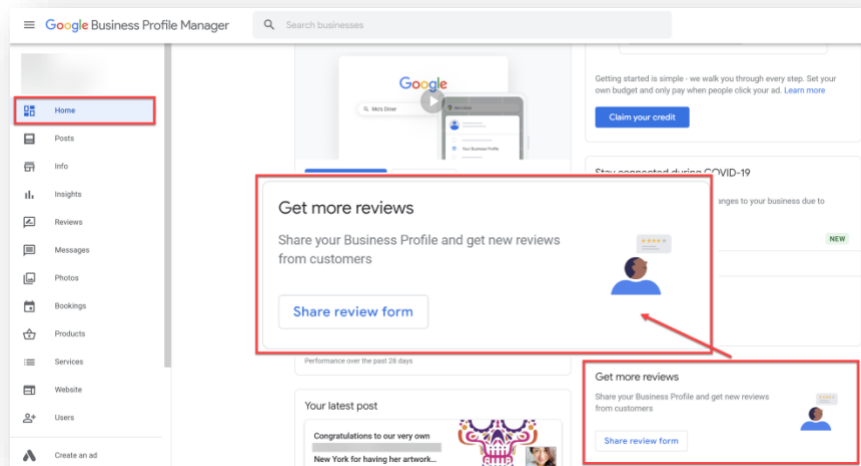 Google Business Profile Manager
Search businesses
Home
Posts
Info
Insights
Reviews
Messages
Photos
Bookings
Products
Services
Website
Users
Create an ad
Google
Mio's Diner
Your Business Profile
Getting started is simple - we walk you through every step. Set your
own budget and only pay when people click your ad. Learn more
Claim your credit
Stay connected during COVID-19
anges to your business due to
NEW
Get more reviews
Share your Business Profile and get new reviews
from customers
Share review form
Performance over the past 28 days
Your latest post
Congratulations to our very own
New York for having her artwork...
Get more reviews
Share your Business Profile and get new reviews
from customers
Share review form